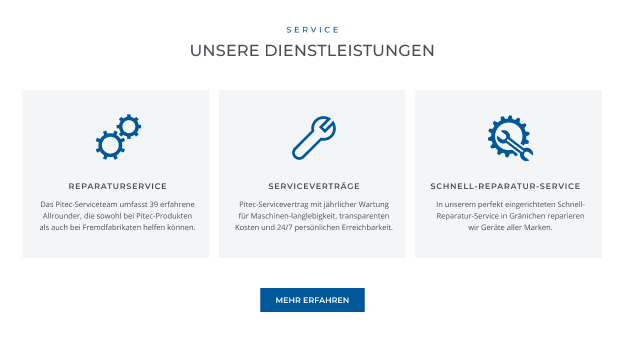 SERVICE
UNSERE DIENSTLEISTUNGEN
REPARATURSERVICE
Das Pitec-Serviceteam umfasst 39 erfahrene
Allrounder, die sowohl bei Pitec-Produkten
als auch bei Fremdfabrikaten helfen können.
SERVICEVERTRÄGE
Pitec-Servicevertrag mit jährlicher Wartung
für Maschinen-langlebigkeit, transparenten
Kosten und 24/7 persönlichen Erreichbarkeit.
SCHNELL-REPARATUR-SERVICE
In unserem perfekt eingerichteten Schnell-
Reparatur-Service in Gränichen reparieren
wir Geräte aller Marken.
MEHR ERFAHREN